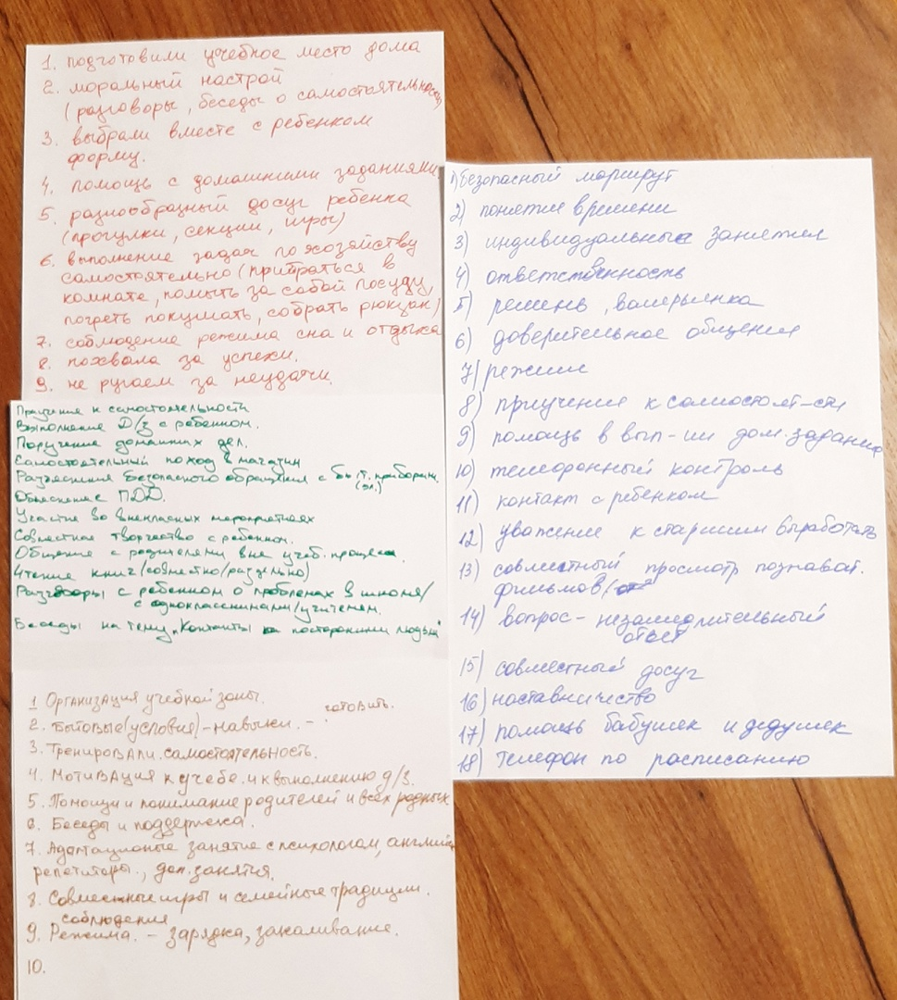 1. подготовили учебное место дома
2. моральный настрой
(разговоры, беседы о самостоятельности)
3. выбрали вместе с ребенком
форму.
4. помощь с домашними заданиями
5. разнообразный досуг ребенка
(прогулки, секции, игры)
6. выполнение задач по хозяйству
самостоятельно (прибраться в
комнате, помыть за собой посуду,
погреть покушать, собрать рюкзак)
7. соблюдение режима сна и отдыха
8. похвала за успехи.
9. не ругаем за неудачи.
Приучение к самостоятельности
Выполнение Д/з с ребенком.
Поручение домашних дел.
Самостоятельный поход в магазин
Разъяснения безопасного обращения с быт. приборами
(эл.)
Объяснение ПДД.
Участие во внеклассных мероприятиях
Совместное творчество с ребенком.
Общение с родителями вне учеб. процесса.
Чтение книг (совместно/раздельно)
Разговоры с ребенком о проблемах в школе/
с одноклассниками/учителем.
Беседы на тему "Контакты с посторонними людьми"
1 Организация учебной зоны.
2. Бытовые (условия) - навыки. - готовить.
3. Тренировали самостоятельность.
4. Мотивация к учебе и к выполнению д/з.
5. Помощи и понимание родителей и всех родных
6. Беседы и поддержка.
7. Адаптационые занятие с психологом, англий
репетиторы., доп. занятия.
8. Совместные игры и семейные традиции.
соблюдения
9. Режима. - зарядка, закаливание.
10.
1) Безопасный маршрут
2) понятие времени
3) индивидуальные занятия
4) ответственность
5) ремень, валерьянка
6) доверительное общение
7) режим
8) приучение к самостоят-сти
9) помощь в вып-ии дом. задания
10) телефонный контроль
11) контакт с ребенком
12) уважение к старшим выработать
13) совместный просмотр познават.
фильмов
14) вопрос - незамедлительный
ответ
15) совместный досуг
16) наставничество
17) помощь бабушек и дедушек
18) телефон по расписанию